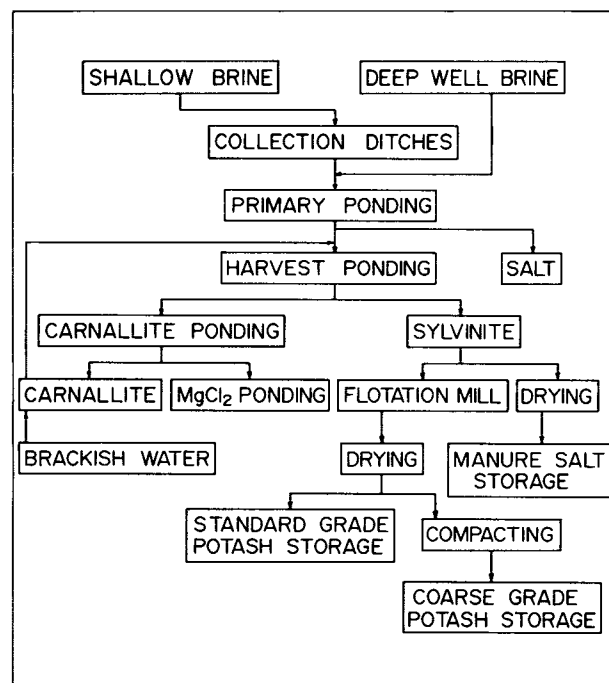 SHALLOW BRINE
DEEP WELL BRINE
COLLECTION DITCHES
PRIMARY PONDING
HARVEST PONDING
SALT
CARNALLITE PONDING
SYLVINITE
CARNALLITE
MgCl₂ PONDING
FLOTATION MILL
DRYING
BRACKISH WATER
DRYING
MANURE SALT
STORAGE
STANDARD GRADE
POTASH STORAGE
COMPACTING
COARSE GRADE
POTASH STORAGE